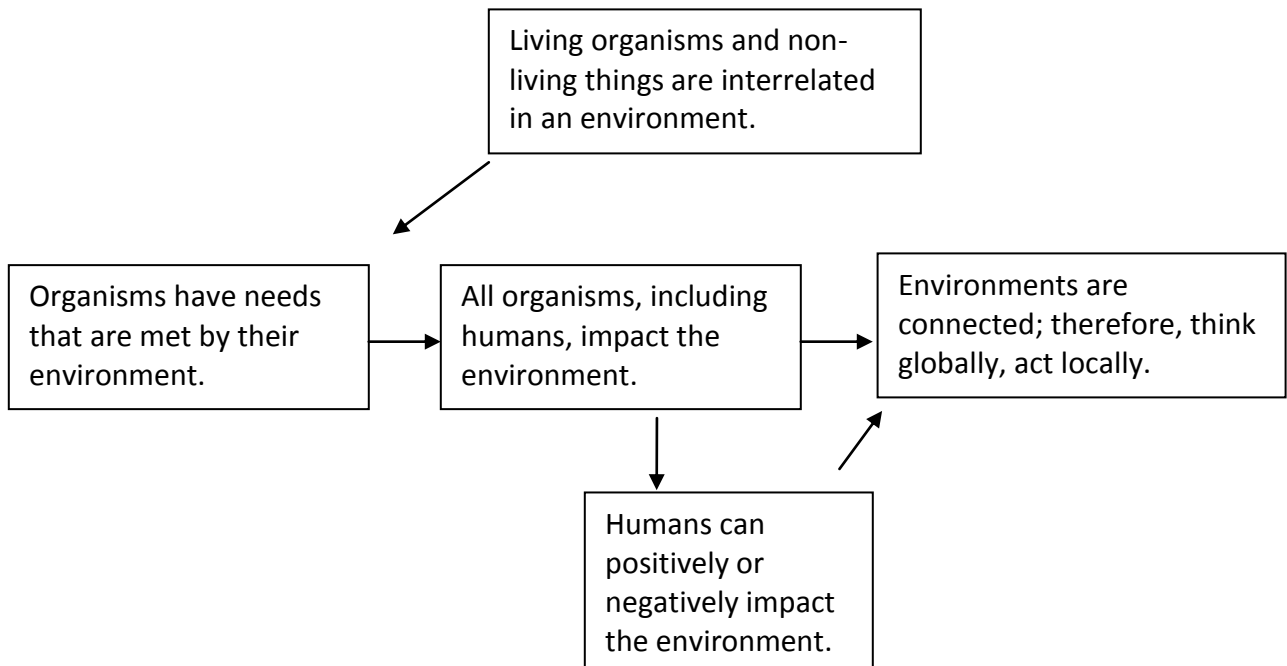 Living organisms and non-
living things are interrelated
in an environment.
Organisms have needs
that are met by their
environment.
All organisms, including
humans, impact the
environment.
Environments are
connected; therefore, think
globally, act locally.
Humans can
positively or
negatively impact
the environment.